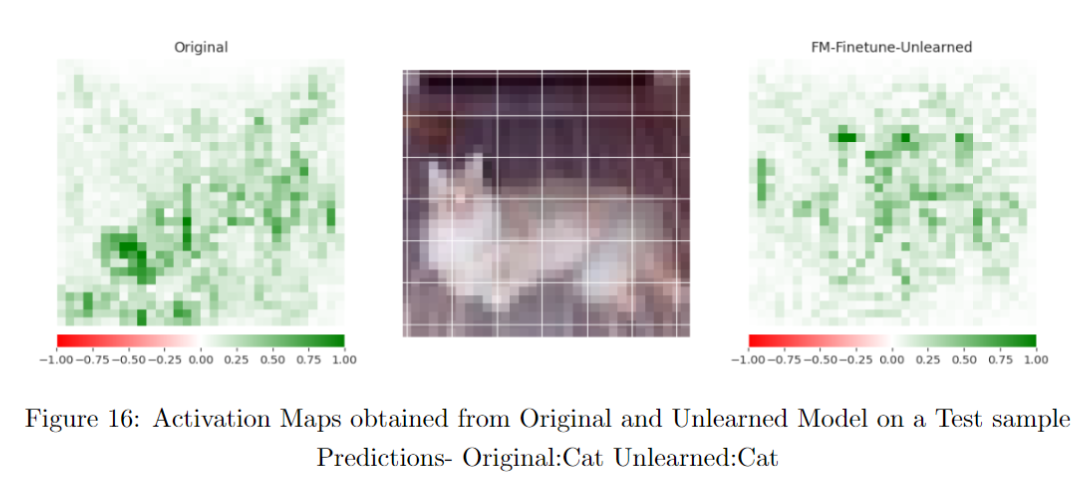 Original
FM-Finetune-Unlearned
−1.00−0.75−0.50−0.25 0.00 0.25 0.50 0.75 1.00
−1.00−0.75−0.50−0.25 0.00 0.25 0.50 0.75 1.00
Figure 16: Activation Maps obtained from Original and Unlearned Model on a Test sample
Predictions- Original:Cat Unlearned:Cat